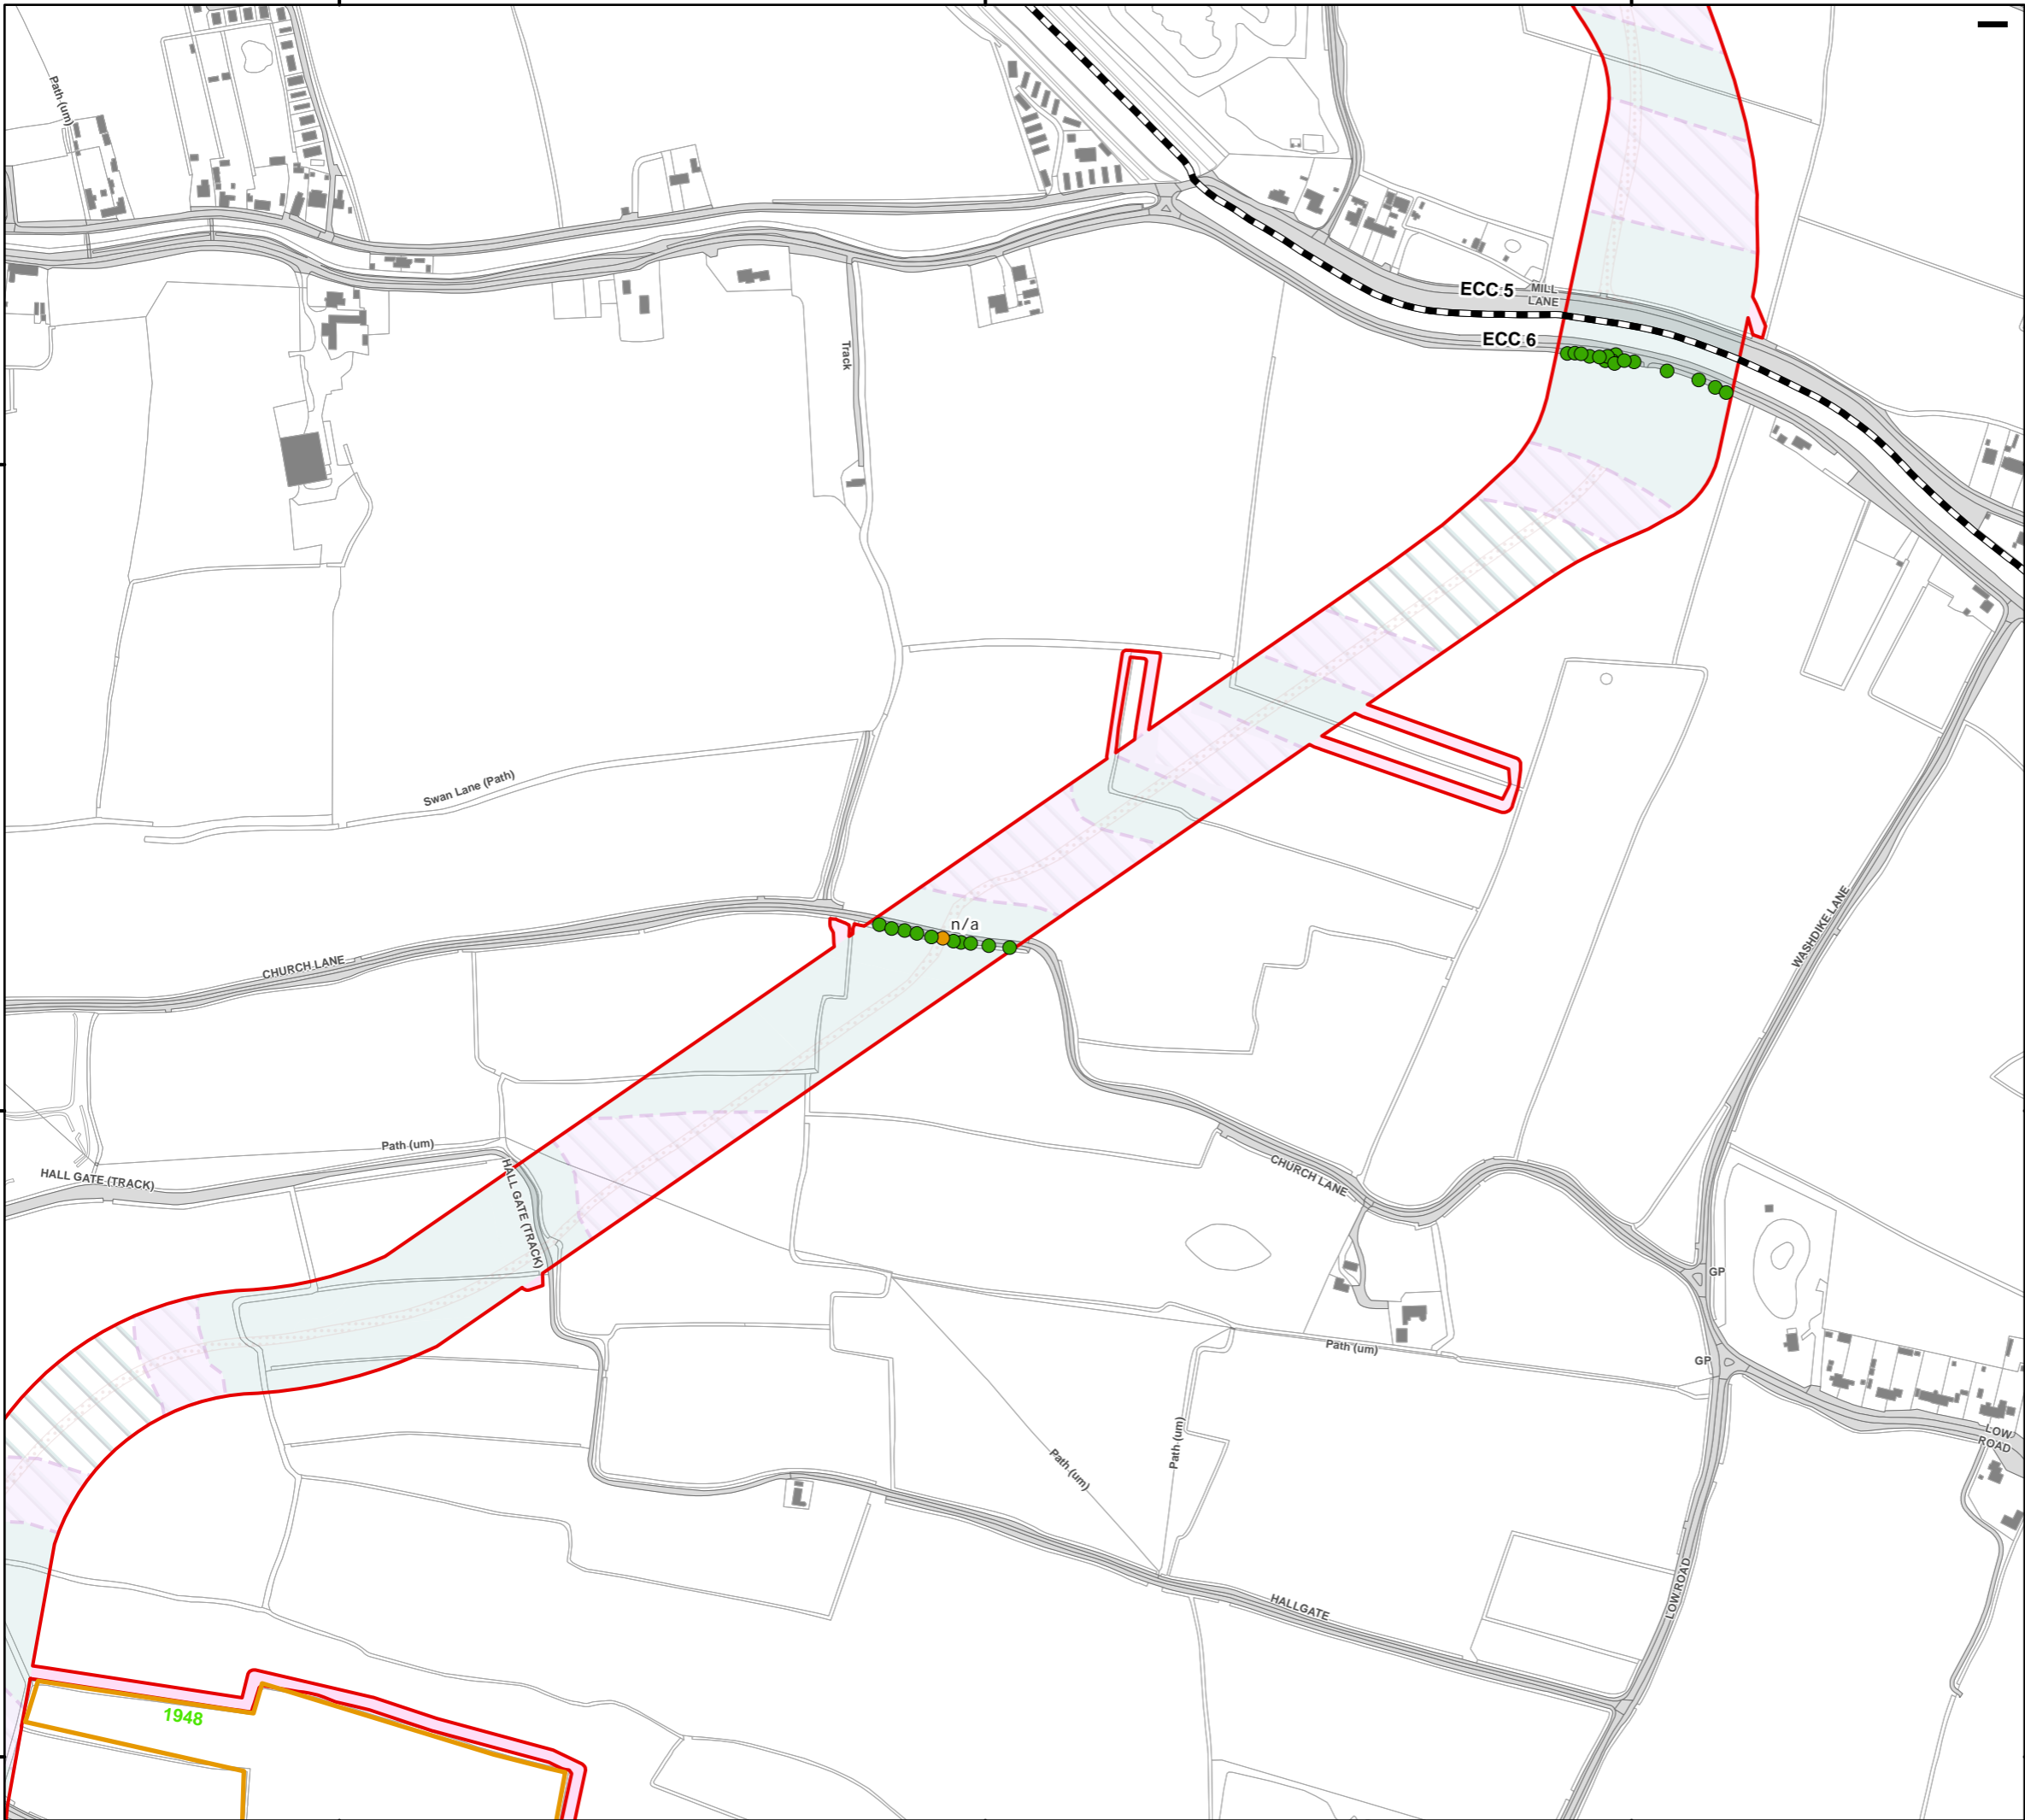 Path (um)
ECC 5
MILL
LANE
ECC 6
Track
Swan Lane (Path)
n/a
CHURCH LANE
WASHDIKE LANE
Path (um)
HALL GATE (TRACK)
HALL GATE (TRACK)
CHURCH LANE
GP
Path (um)
GP
LOW
ROAD
Path (um)
Path (um)
LOW ROAD
HALLGATE
1948